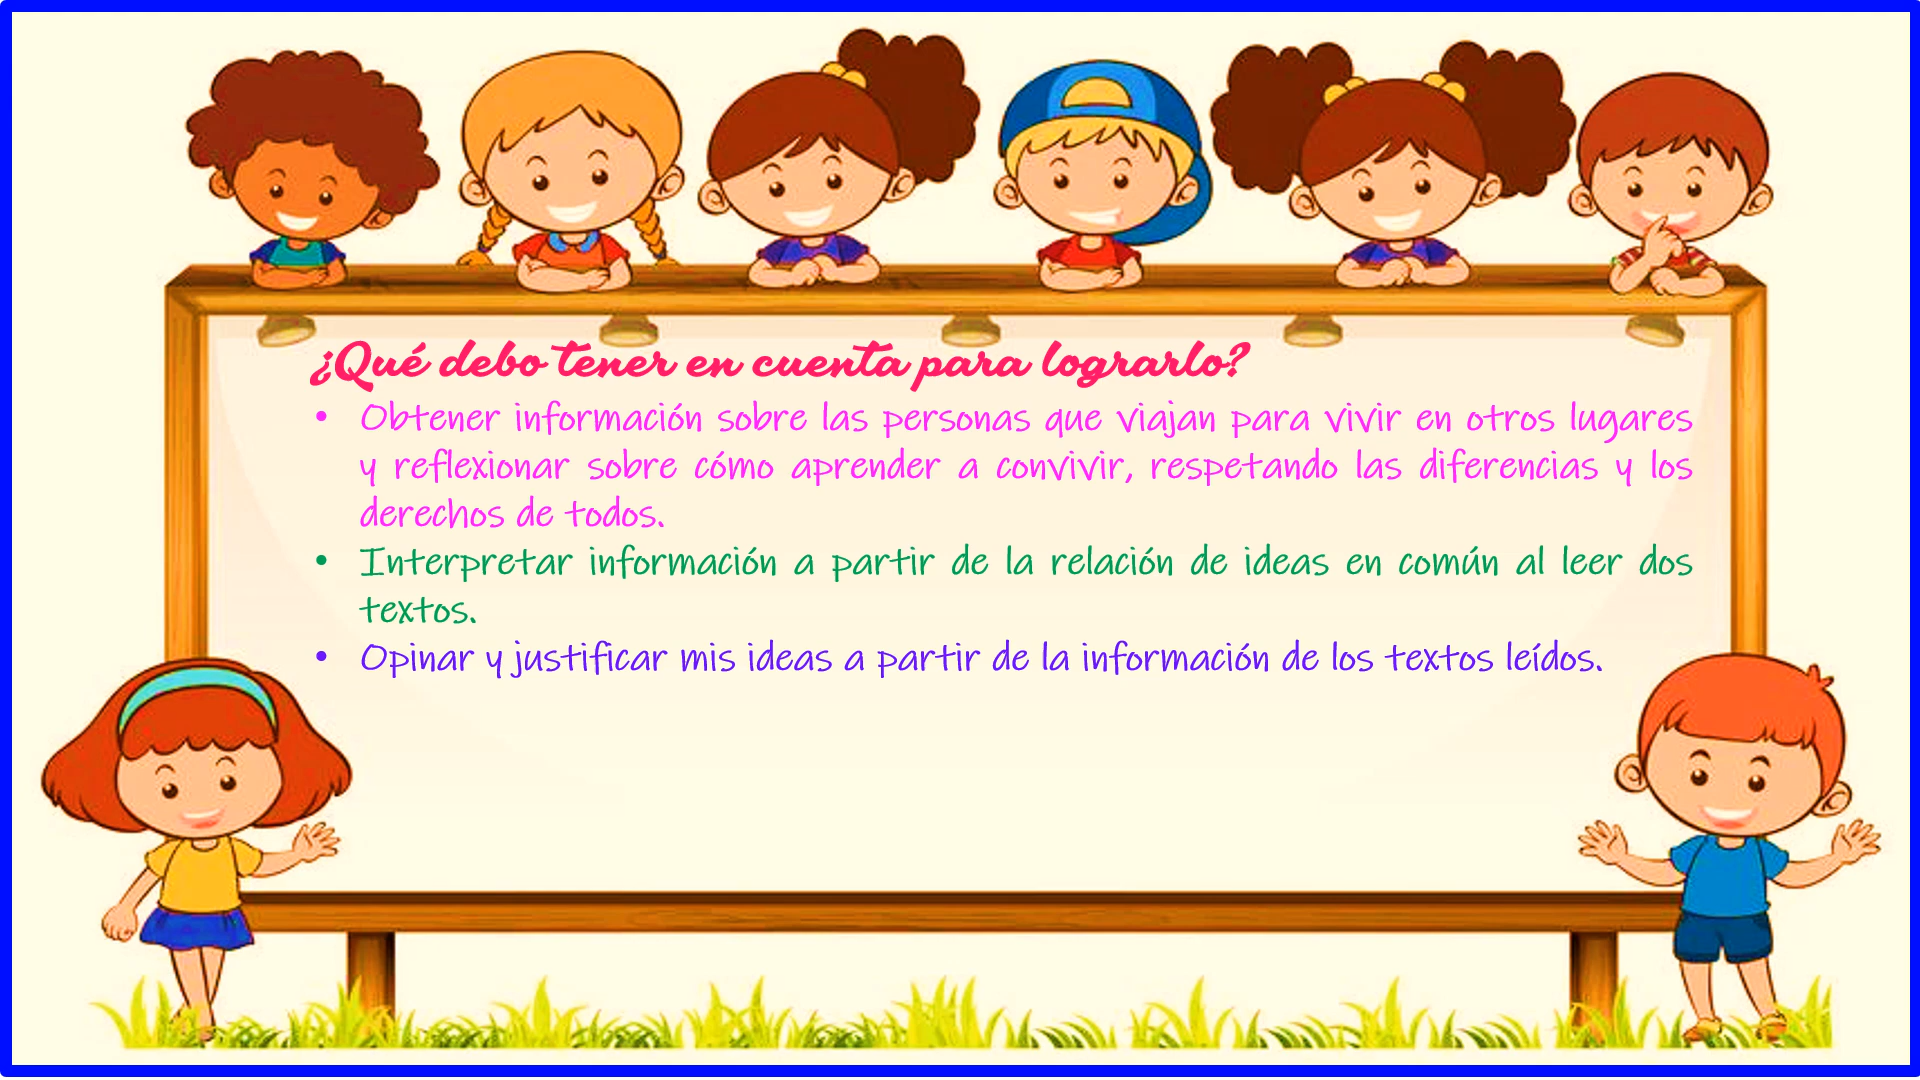 ¿Qué debo tener en cuenta para lograrlo?
• Obtener información sobre las personas que viajan para vivir en otros lugares
y reflexionar sobre cómo aprender a convivir, respetando las diferencias y los
derechos de todos.
• Interpretar información a partir de la relación de ideas en común al leer dos
textos.
• Opinar y justificar mis ideas a partir de la información de los textos leídos.